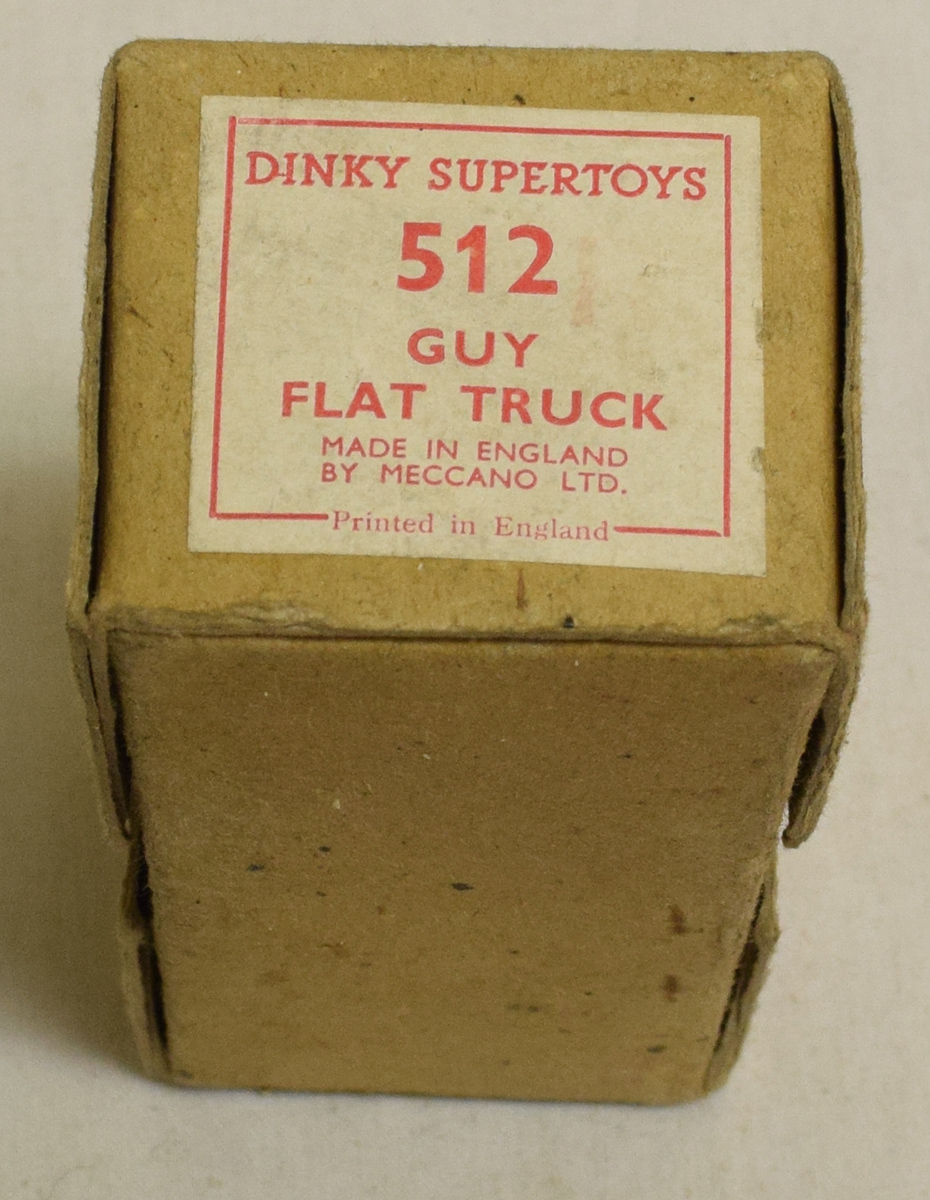 DINKY SUPERTOYS
512
GUY
FLAT TRUCK
MADE IN ENGLAND
BY MECCANO LTD.
Printed in England